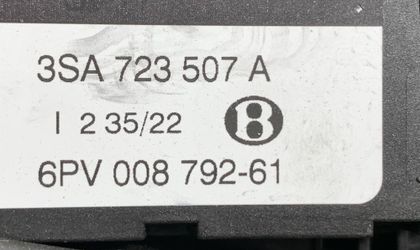 3SA 723 507 A
I 2 35/22 B
6PV 008 792-61